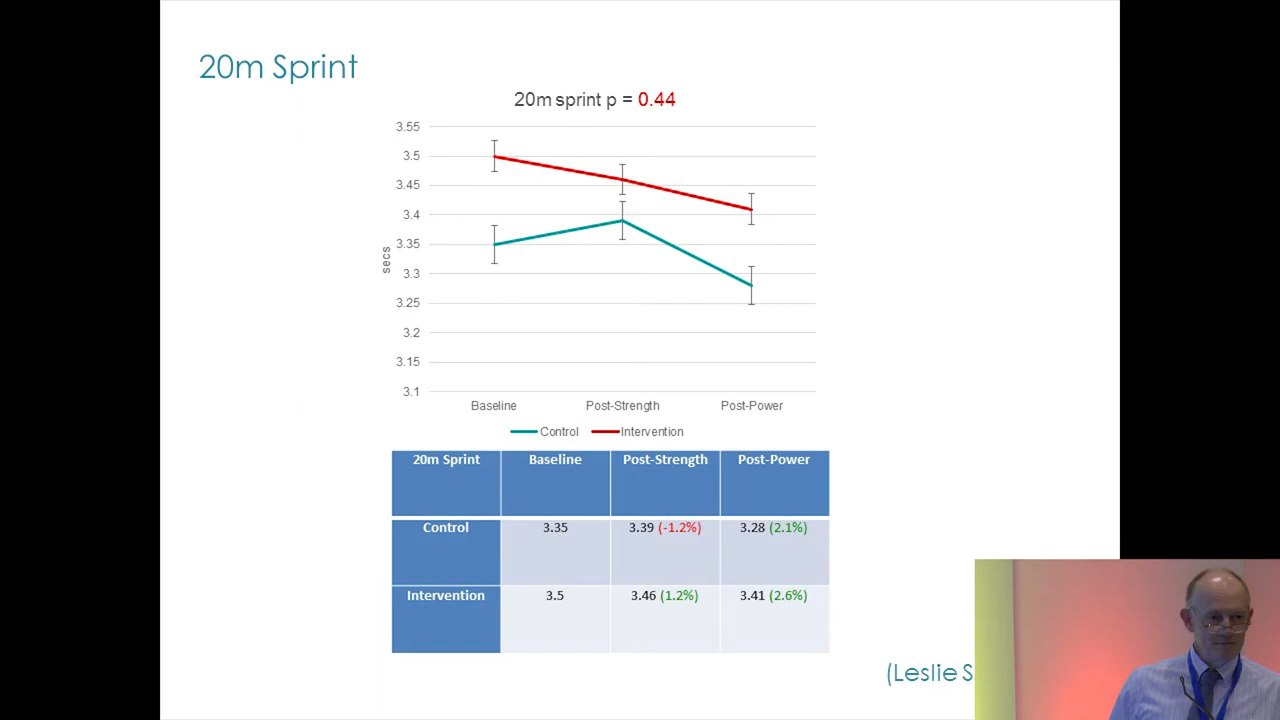 20m Sprint
20m sprint p = 0.44
3.55
3.5
3.45
3.4
3.35
3.3
3.25
3.2
3.15
3.1
secs
Baseline Post-Strength Post-Power
Control Intervention
20m Sprint Baseline Post-Strength Post-Power
Control 3.35 3.39 (-1.2%) 3.28 (2.1%)
Intervention 3.5 3.46 (1.2%) 3.41 (2.6%)
(Leslie S